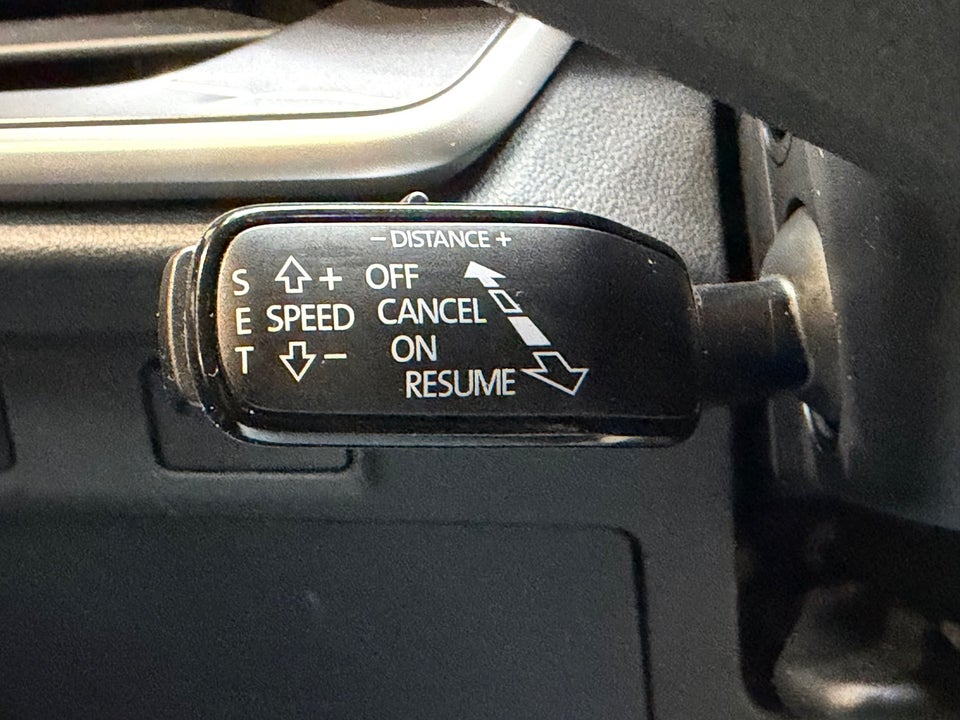 − DISTANCE +
S + OFF
E SPEED CANCEL
T − ON
RESUME